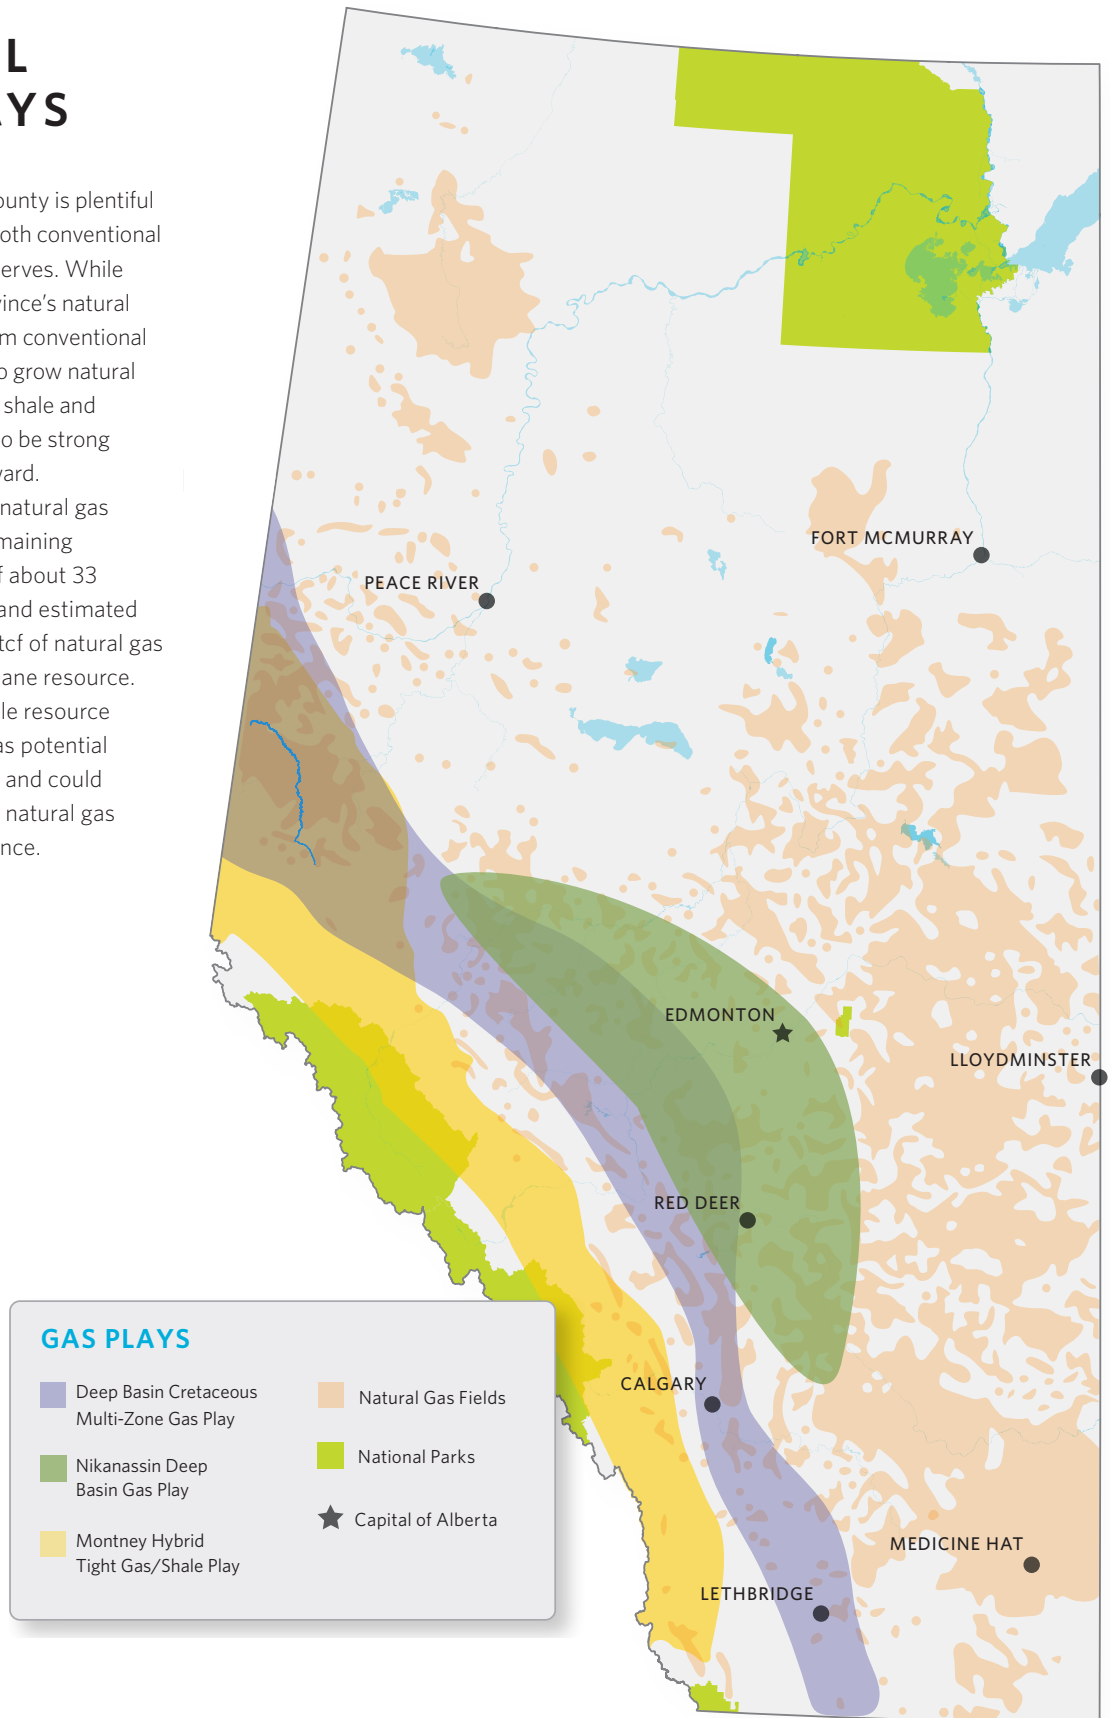 L
AYS
ounty is plentiful
oth conventional
erves. While
vince’s natural
m conventional
o grow natural
shale and
o be strong
ward.
natural gas
maining
f about 33
and estimated
tcf of natural gas
ane resource.
le resource
as potential
and could
natural gas
nce.
FORT MCMURRAY
PEACE RIVER
EDMONTON
LLOYDMINSTER
RED DEER
CALGARY
MEDICINE HAT
LETHBRIDGE
GAS PLAYS
Deep Basin Cretaceous
Multi-Zone Gas Play
Nikanassin Deep
Basin Gas Play
Montney Hybrid
Tight Gas/Shale Play
Natural Gas Fields
National Parks
Capital of Alberta